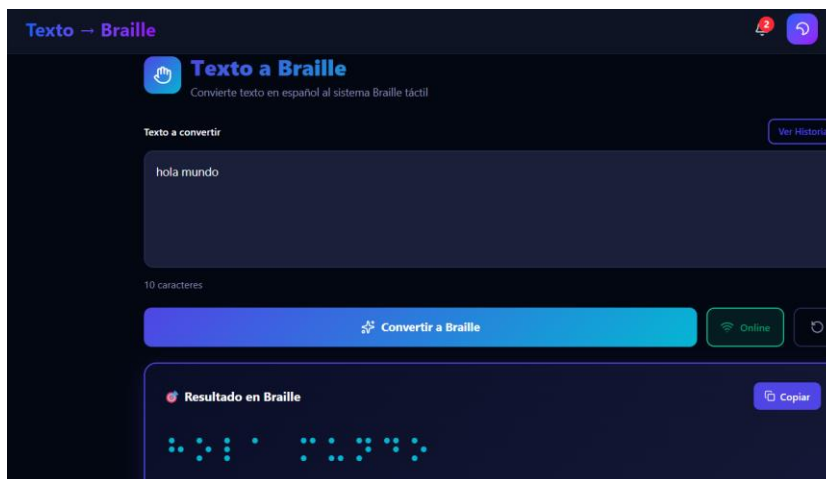 Texto → Braille
2
Texto a Braille
Convierte texto en español al sistema Braille táctil
Texto a convertir
Ver Historia
hola mundo
10 caracteres
Convertir a Braille
Online
Resultado en Braille
Copiar
⠓⠕⠇⠁ ⠍⠥⠝⠙⠕